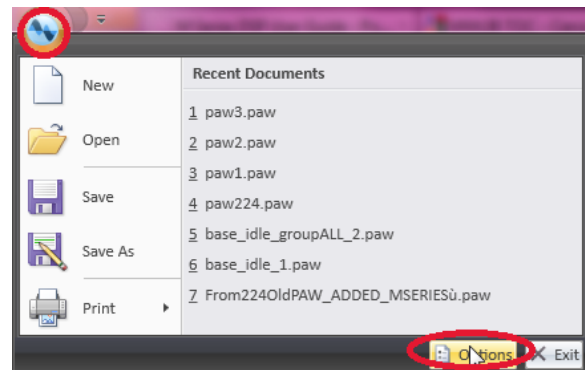 New
Open
Save
Save As
Print
Recent Documents
1 paw3.paw
2 paw2.paw
3 paw1.paw
4 paw224.paw
5 base_idle_groupALL_2.paw
6 base_idle_1.paw
7 From224OldPAW_ADDED_MSERIESù.paw
Options
Exit